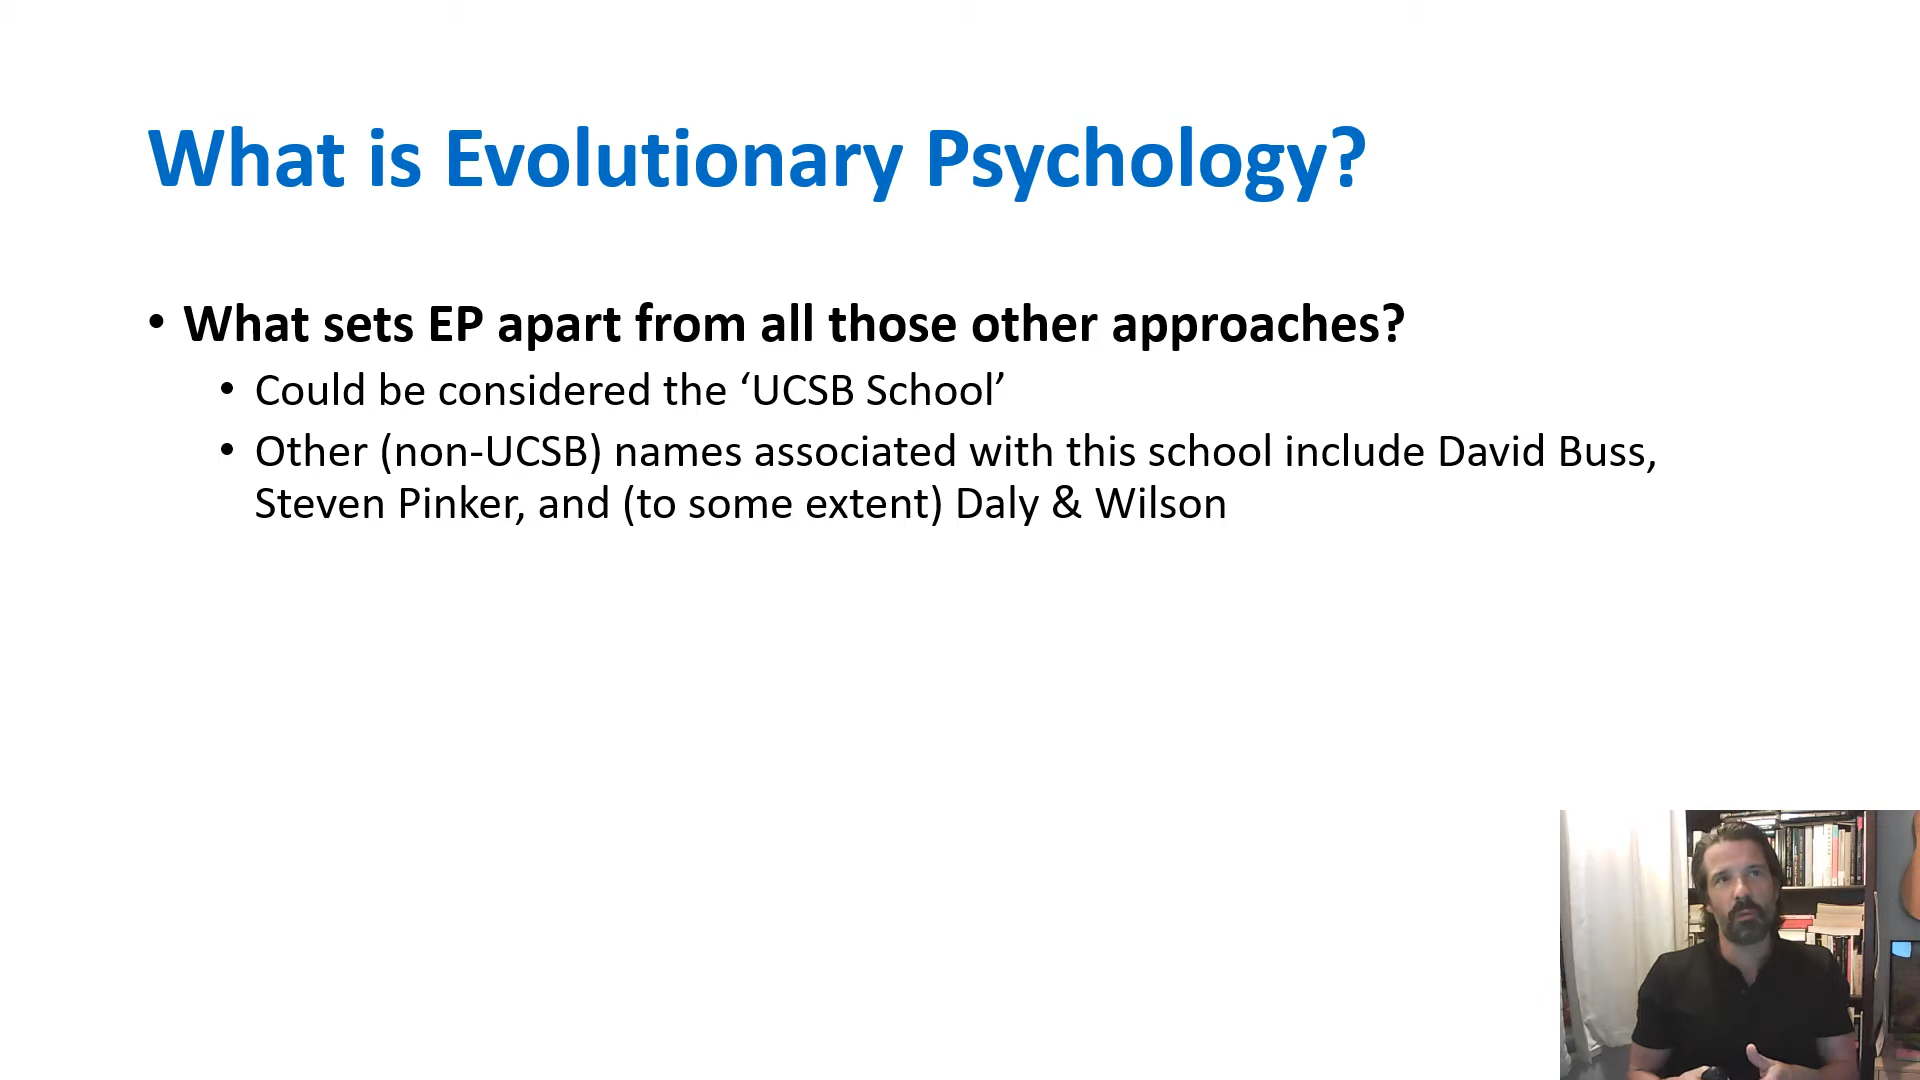 What is Evolutionary Psychology?
• What sets EP apart from all those other approaches?
• Could be considered the ‘UCSB School’
• Other (non-UCSB) names associated with this school include David Buss,
Steven Pinker, and (to some extent) Daly & Wilson